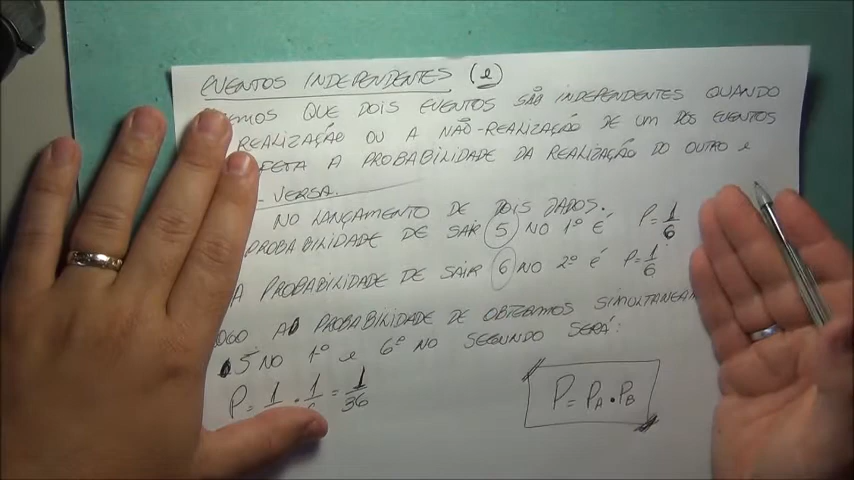 EVENTOS INDEPENDENTES (e)
QUE DOIS EVENTOS SÃO INDEPENDENTES QUANDO
REALIZAÇÃO OU A NÃO-REALIZAÇÃO DE UM DOS EVENTOS
A PROBABILIDADE DA REALIZAÇÃO DO OUTRO e
VERSA.
NO LANÇAMENTO DE DOIS DADOS.
PROBABILIDADE DE SAIR 5 NO 1º É P=1/6
A PROBABILIDADE DE SAIR 6 NO 2º É P=1/6
A PROBABILIDADE DE OBTERMOS
5 NO 1º e 6º NO SEGUNDO SERÁ:
P = 1/ · 1/6 = 1/36
P = PA · PB